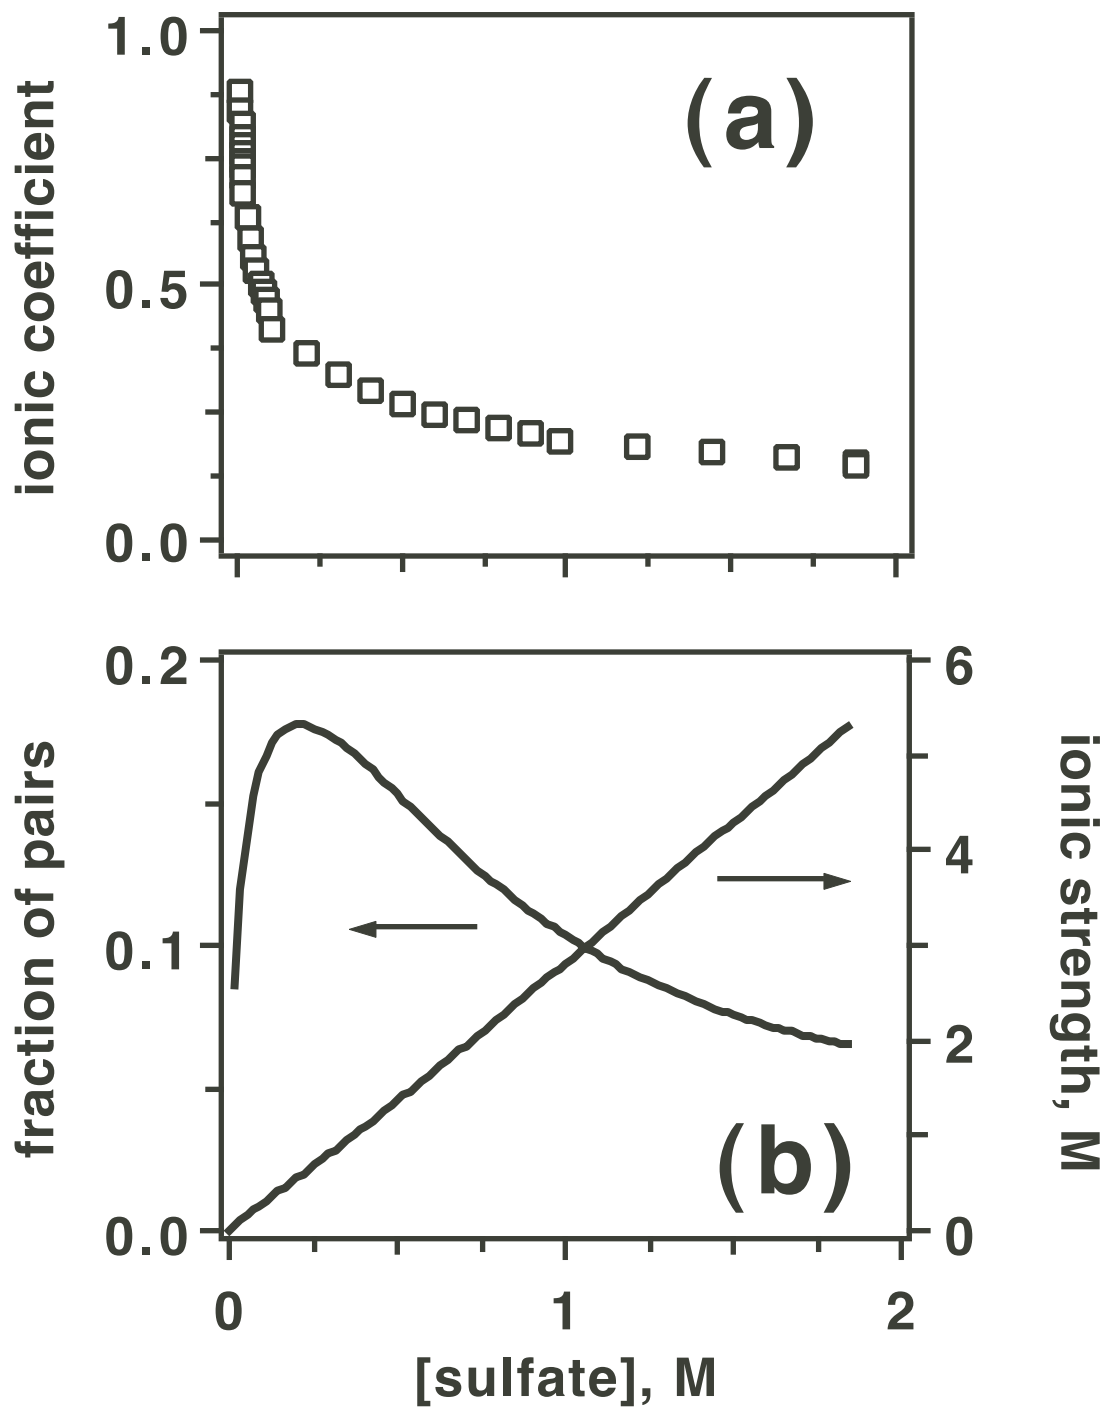 1.0
0.5
0.0
ionic coefficient
(a)
0.2
0.1
0.0
fraction of pairs
6
4
2
0
ionic strength, M
(b)
0 1 2
[sulfate], M